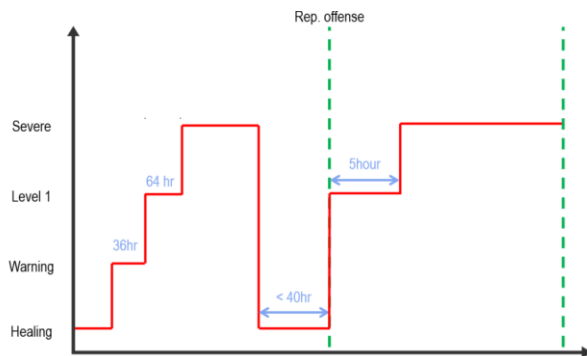 Rep. offense
Severe
64 hr
5hour
Level 1
36hr
Warning
< 40hr
Healing